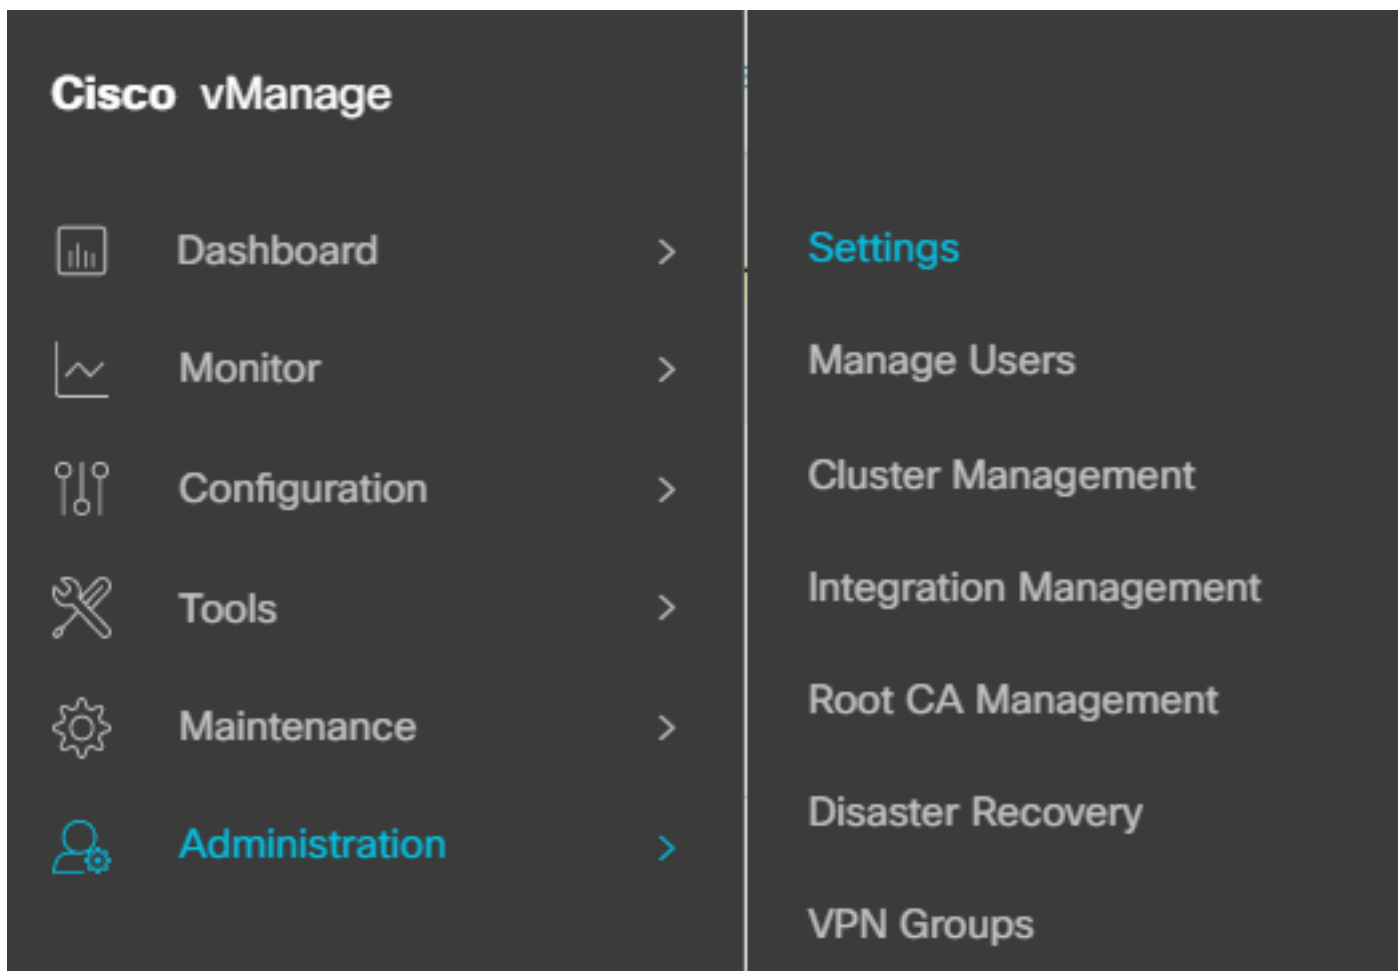 Cisco vManage
Dashboard
Monitor
Configuration
Tools
Maintenance
Administration
Settings
Manage Users
Cluster Management
Integration Management
Root CA Management
Disaster Recovery
VPN Groups